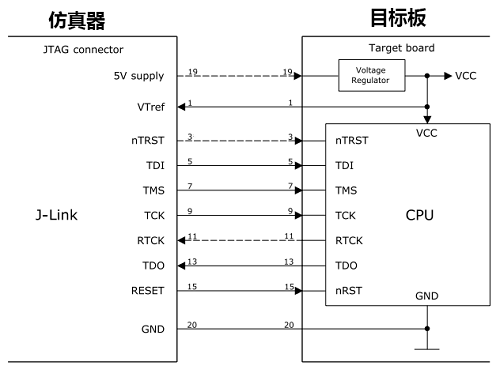 仿真器 目标板
JTAG connector Target board
5V supply 19 19 Voltage Regulator VCC
VTref 1 1 VCC
nTRST 3 3 nTRST
TDI 5 5 TDI
TMS 7 7 TMS
J-Link TCK 9 9 TCK CPU
RTCK 11 11 RTCK
TDO 13 13 TDO
RESET 15 15 nRST
GND
GND 20 20